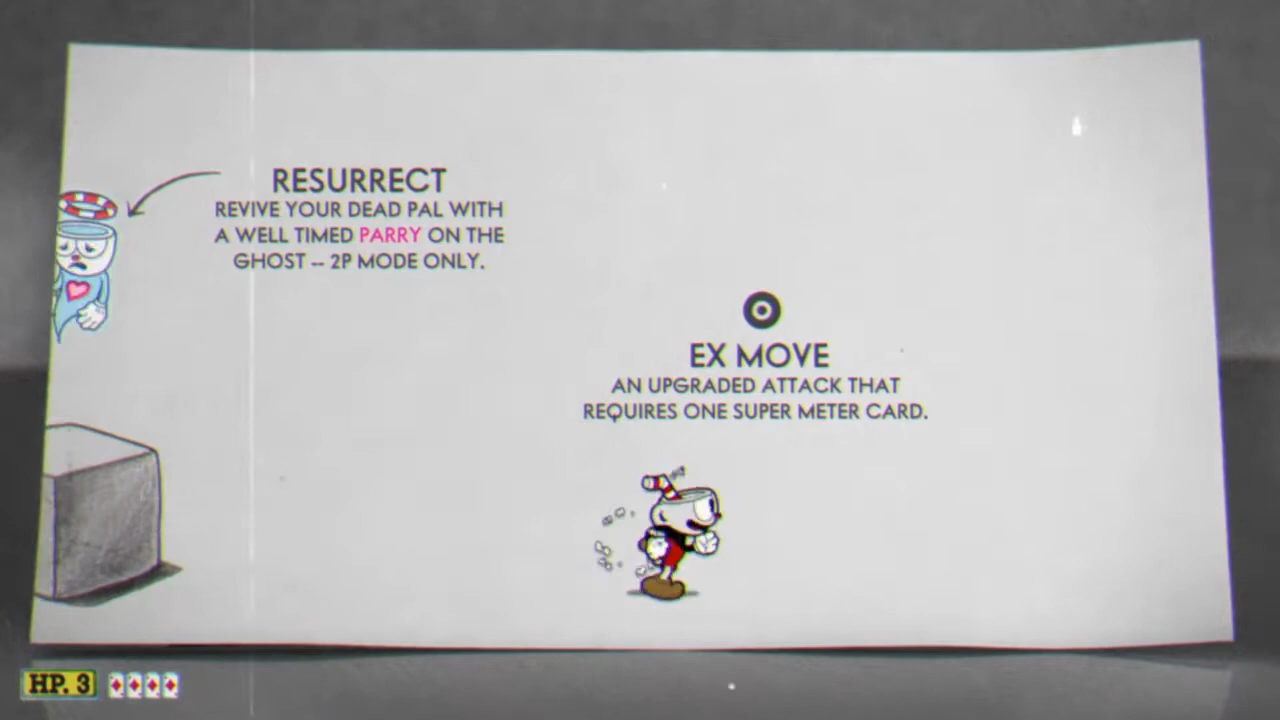 RESURRECT
REVIVE YOUR DEAD PAL WITH
A WELL TIMED PARRY ON THE
GHOST -- 2P MODE ONLY.
EX MOVE
AN UPGRADED ATTACK THAT
REQUIRES ONE SUPER METER CARD.
HP. 3